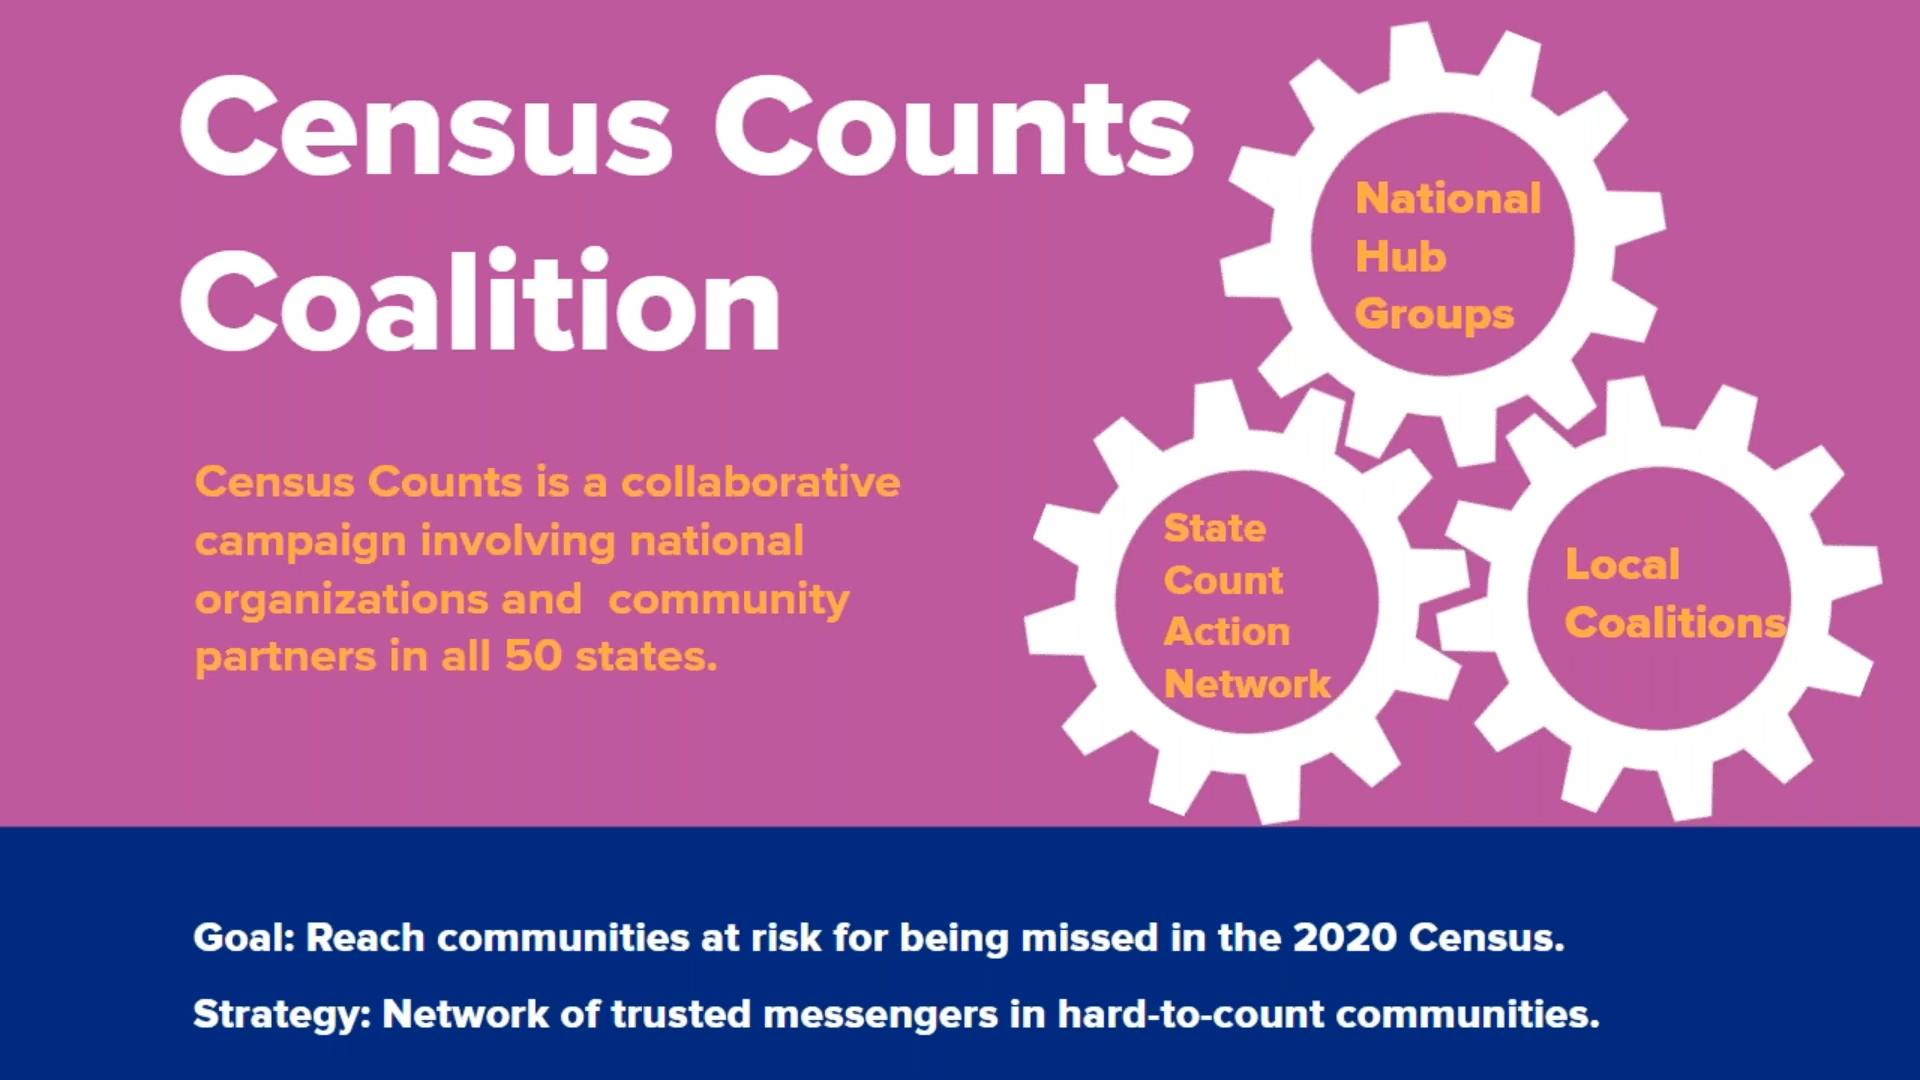 Census Counts
Coalition
Census Counts is a collaborative
campaign involving national
organizations and  community
partners in all 50 states.
National
Hub
Groups
State
Count
Action
Network
Local
Coalitions
Goal: Reach communities at risk for being missed in the 2020 Census.
Strategy: Network of trusted messengers in hard-to-count communities.